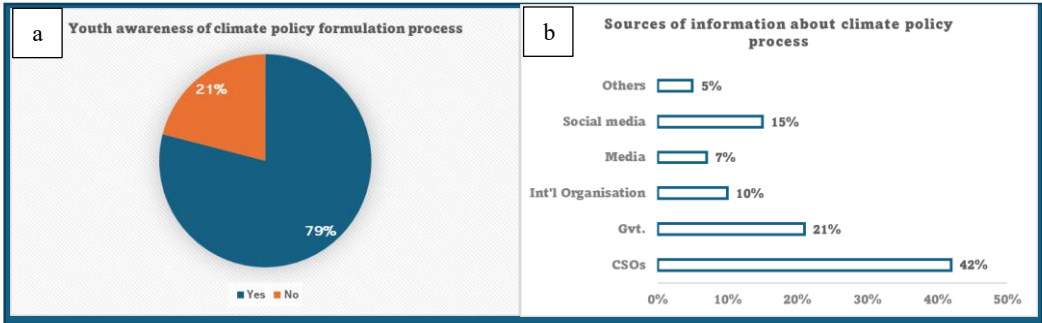 a
Youth awareness of climate policy formulation process
21%
79%
Yes No
b
Sources of information about climate policy
process
Others 5%
Social media 15%
Media 7%
Int'l Organisation 10%
Gvt. 21%
CSOs 42%
0% 10% 20% 30% 40% 50%